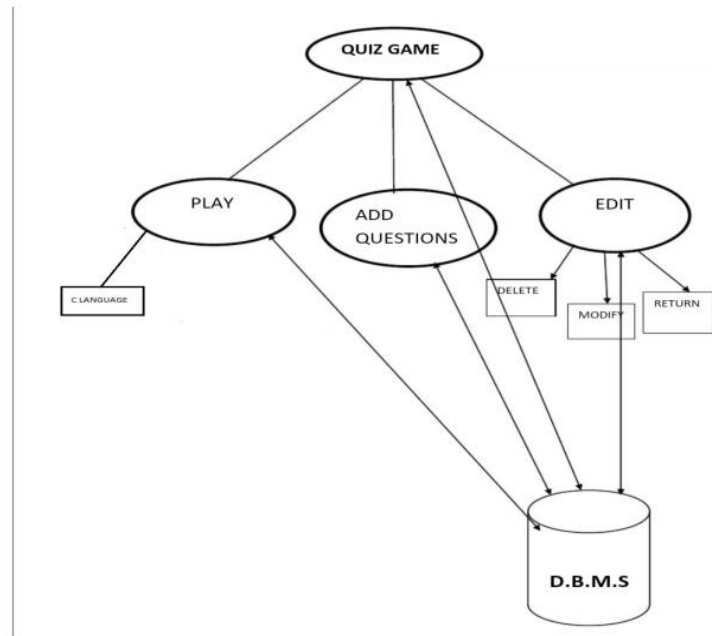 QUIZ GAME
PLAY
ADD
QUESTIONS
EDIT
C LANGUAGE
DELETE
MODIFY
RETURN
D.B.M.S